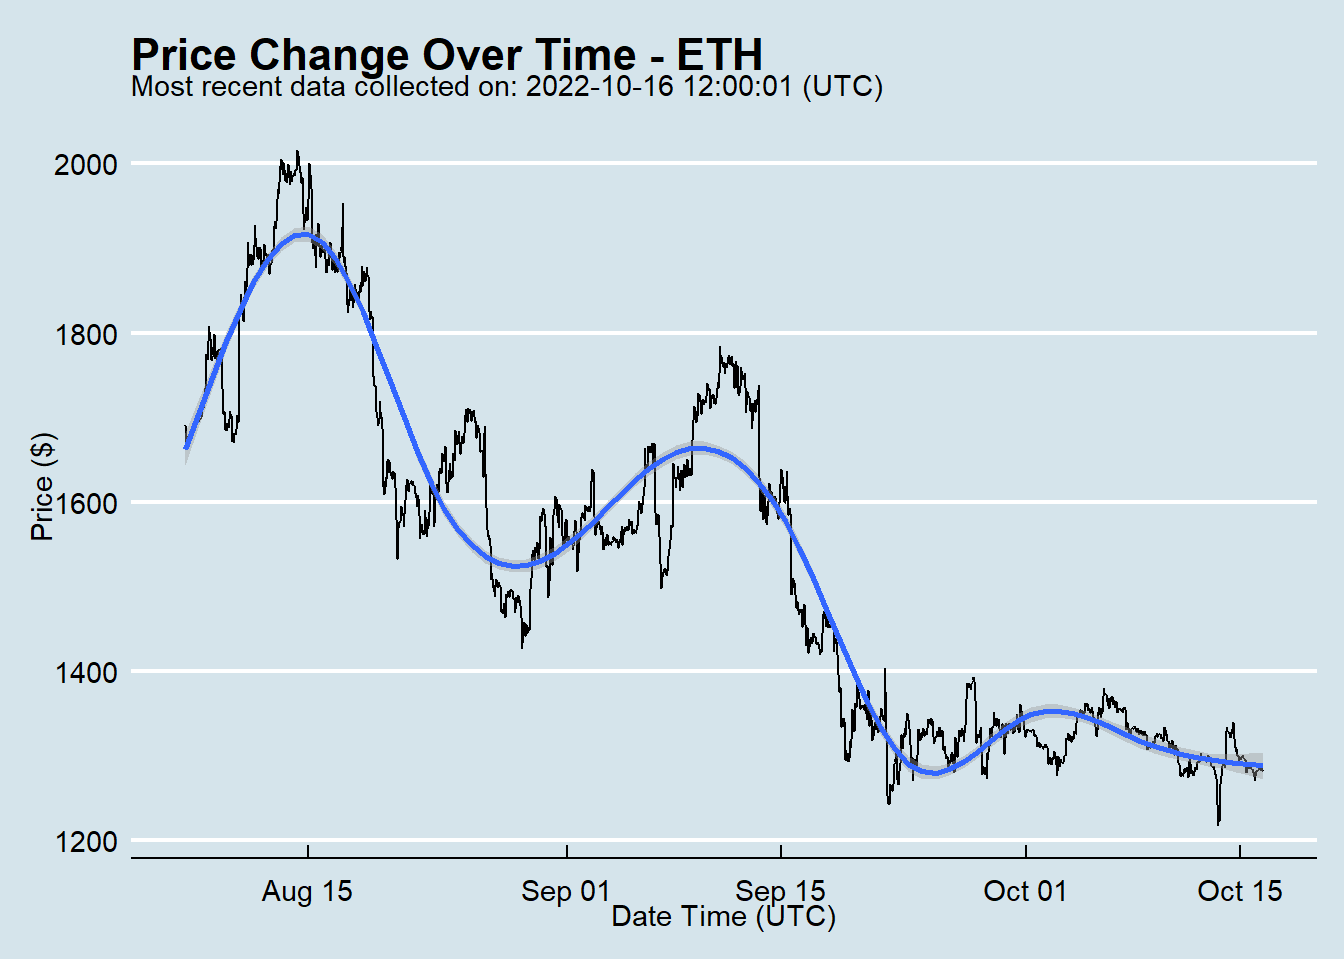 Price Change Over Time - ETH
Most recent data collected on: 2022-10-16 12:00:01 (UTC)
Price ($)
2000
1800
1600
1400
1200
Aug 15
Sep 01
Sep 15
Oct 01
Oct 15
Date Time (UTC)